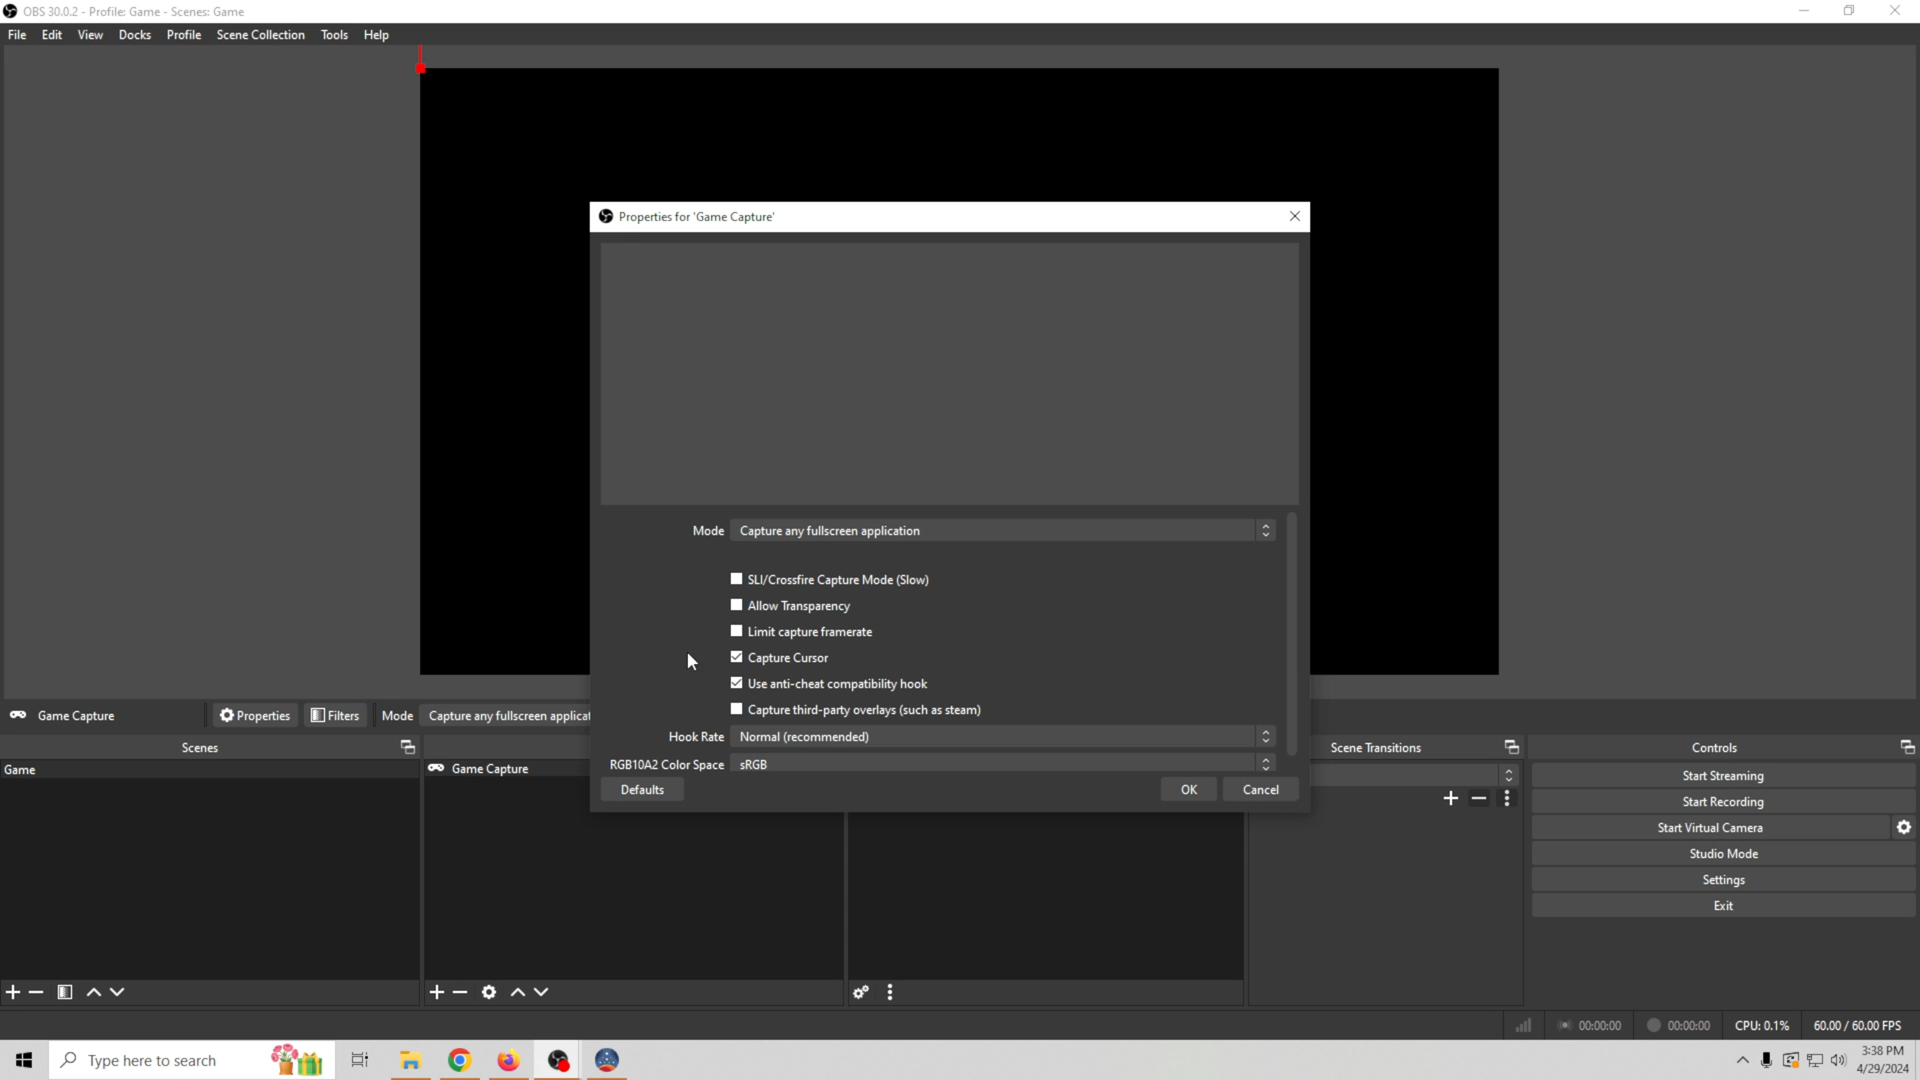 OBS 30.0.2 - Profile: Game - Scenes: Game
File Edit View Docks Profile Scene Collection Tools Help
Properties for 'Game Capture'
Mode Capture any fullscreen application
SLI/Crossfire Capture Mode (Slow)
Allow Transparency
Limit capture framerate
Capture Cursor
Use anti-cheat compatibility hook
Capture third-party overlays (such as steam)
Hook Rate Normal (recommended)
RGB10A2 Color Space sRGB
Defaults OK Cancel
Game Capture Properties Filters Mode Capture any fullscreen applicat
Scenes Scene Transitions Controls
Game
Game Capture
Start Streaming
Start Recording
Start Virtual Camera
Studio Mode
Settings
Exit
00:00:00 00:00:00 CPU: 0.1% 60.00 / 60.00 FPS
Type here to search
3:38 PM
4/29/2024